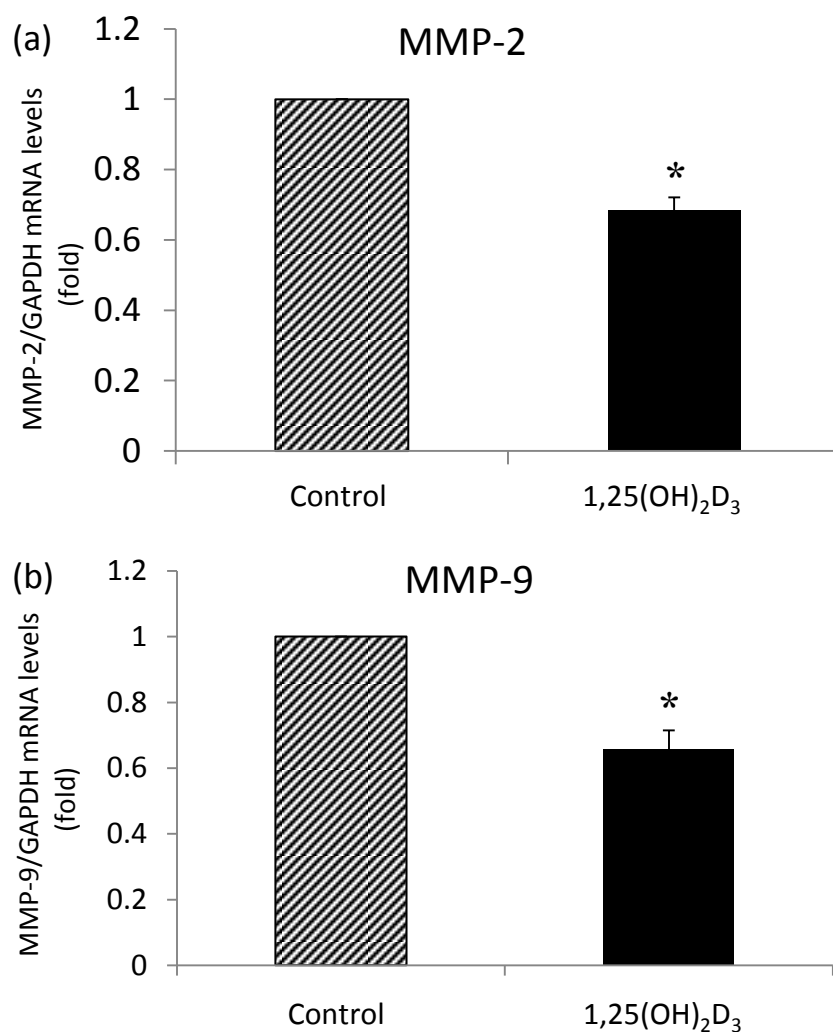 (a)
MMP-2
MMP-2/GAPDH mRNA levels
(fold)
1.2
1
0.8
0.6
0.4
0.2
0
*
Control
1,25(OH)₂D₃
(b)
MMP-9
MMP-9/GAPDH mRNA levels
(fold)
1.2
1
0.8
0.6
0.4
0.2
0
*
Control
1,25(OH)₂D₃